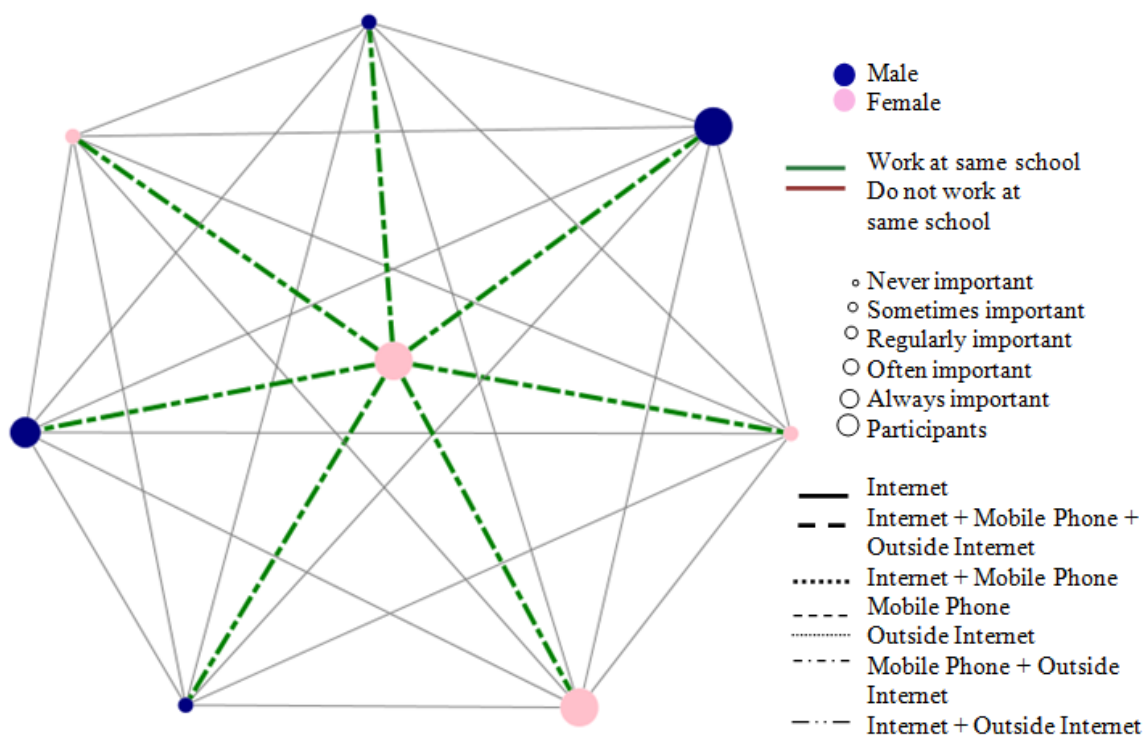 Male
Female
Work at same school
Do not work at
same school
Never important
Sometimes important
Regularly important
Often important
Always important
Participants
Internet
Internet + Mobile Phone +
Outside Internet
Internet + Mobile Phone
Mobile Phone
Outside Internet
Mobile Phone + Outside
Internet
Internet + Outside Internet